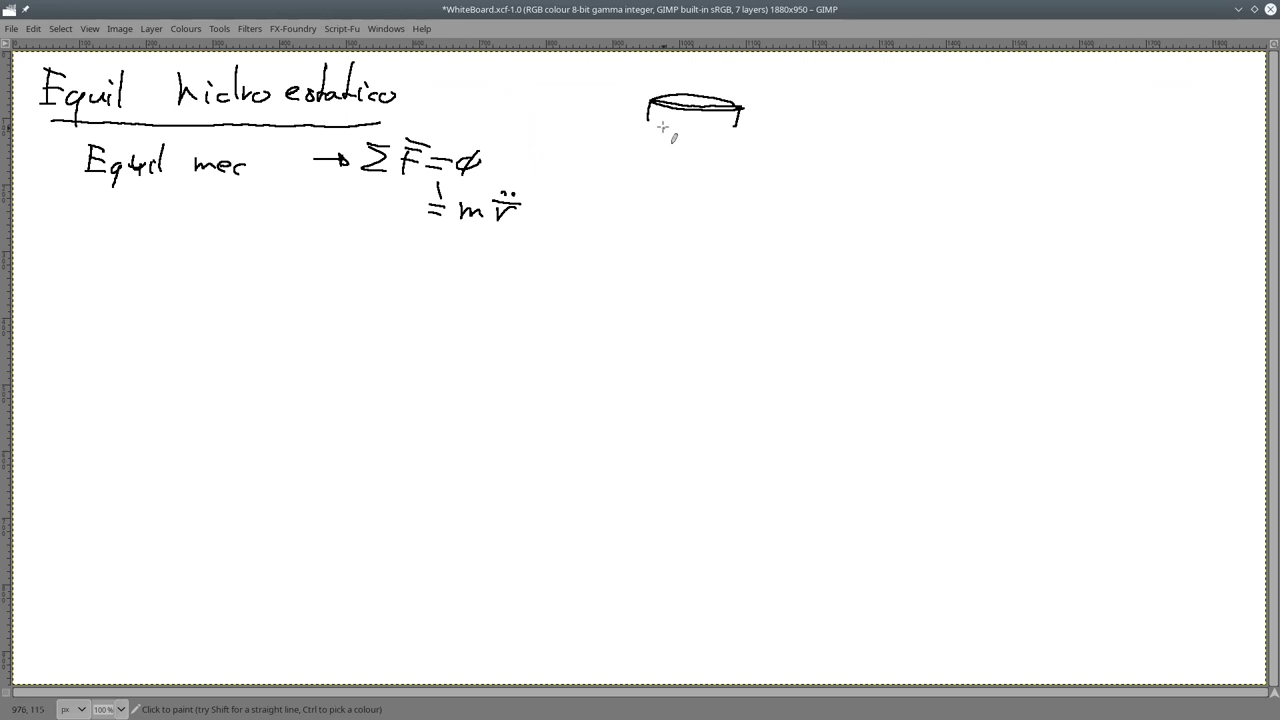 *WhiteBoard.xcf-1.0 (RGB colour 8-bit gamma integer, GIMP built-in sRGB, 7 layers) 1880x950 – GIMP
File Edit Select View Image Layer Colours Tools Filters FX-Foundry Script-Fu Windows Help
Equil hidroestatico
Equil mec → Σ F̅ = ϕ
= m r̈
976, 115 px 100% Click to paint (try Shift for a straight line, Ctrl to pick a colour)